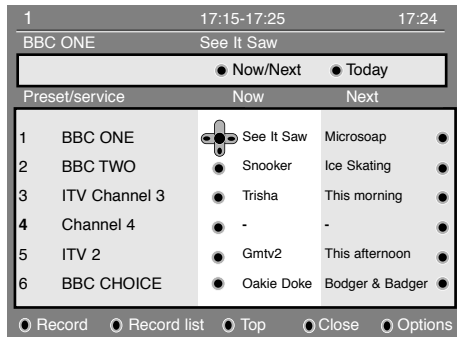 1 17:15-17:25 17:24
BBC ONE See It Saw
Now/Next Today
Preset/service Now Next
1 BBC ONE See It Saw Microsoap
2 BBC TWO Snooker Ice Skating
3 ITV Channel 3 Trisha This morning
4 Channel 4 - -
5 ITV 2 Gmtv2 This afternoon
6 BBC CHOICE Oakie Doke Bodger & Badger
Record Record list Top Close Options